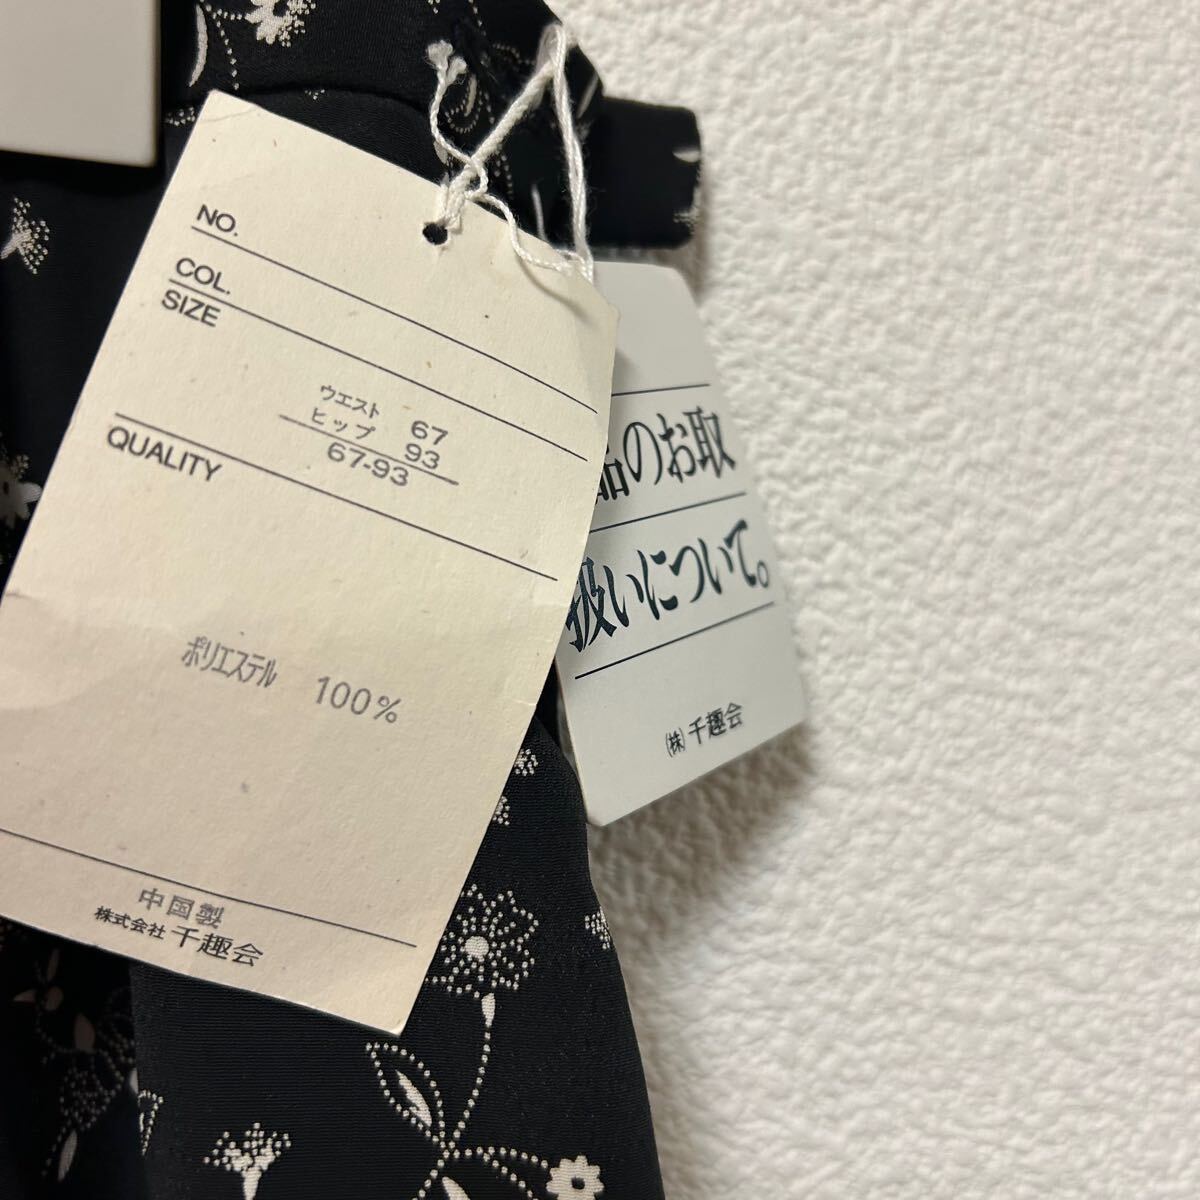 NO.
COL.
SIZE
ウエスト 67
ヒップ 93
67-93
QUALITY
ポリエステル 100%
中国製
株式会社 千趣会
品のお取
扱いについて。
(株)千趣会